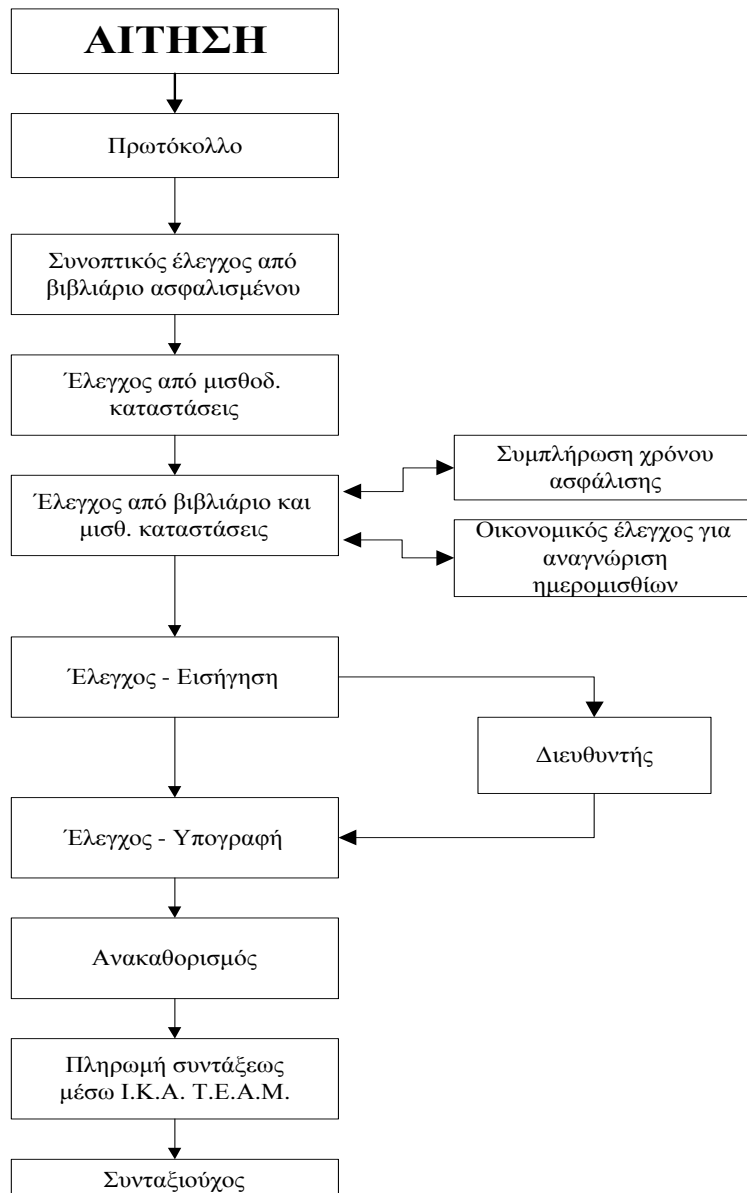 ΑΙΤΗΣΗ
Πρωτόκολλο
Συνοπτικός έλεγχος από
βιβλιάριο ασφαλισμένου
Έλεγχος από μισθοδ.
καταστάσεις
Έλεγχος από βιβλιάριο και
μισθ. καταστάσεις
Συμπλήρωση χρόνου
ασφάλισης
Οικονομικός έλεγχος για
αναγνώριση
ημερομισθίων
Έλεγχος - Εισήγηση
Διευθυντής
Έλεγχος - Υπογραφή
Ανακαθορισμός
Πληρωμή συντάξεως
μέσω Ι.Κ.Α. Τ.Ε.Α.Μ.
Συνταξιούχος